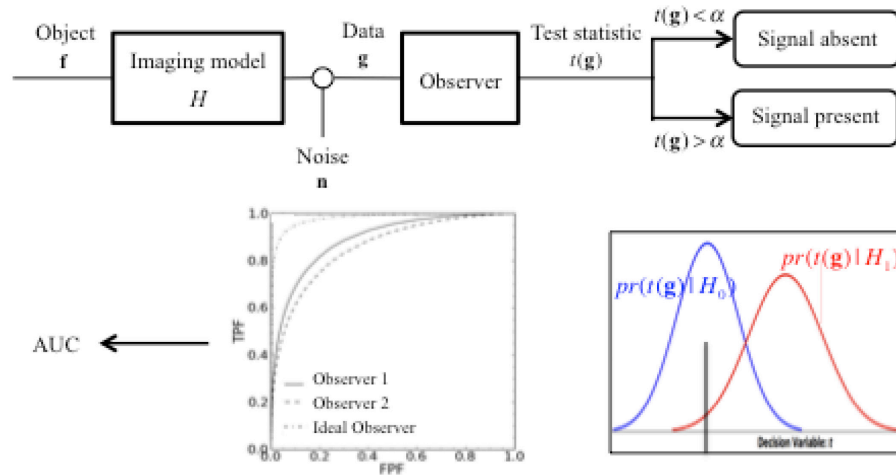 Object
f
Imaging model
H
Noise
n
Data
g
Observer
Test statistic
t(g)
t(g) < α
Signal absent
t(g) > α
Signal present
AUC
TPF
1.0
0.8
0.6
0.4
0.2
0.0
Observer 1
Observer 2
Ideal Observer
0.0 0.2 0.4 0.6 0.8 1.0
FPF
pr(t(g) | H₀)
pr(t(g) | H₁)
Decision Variable: t